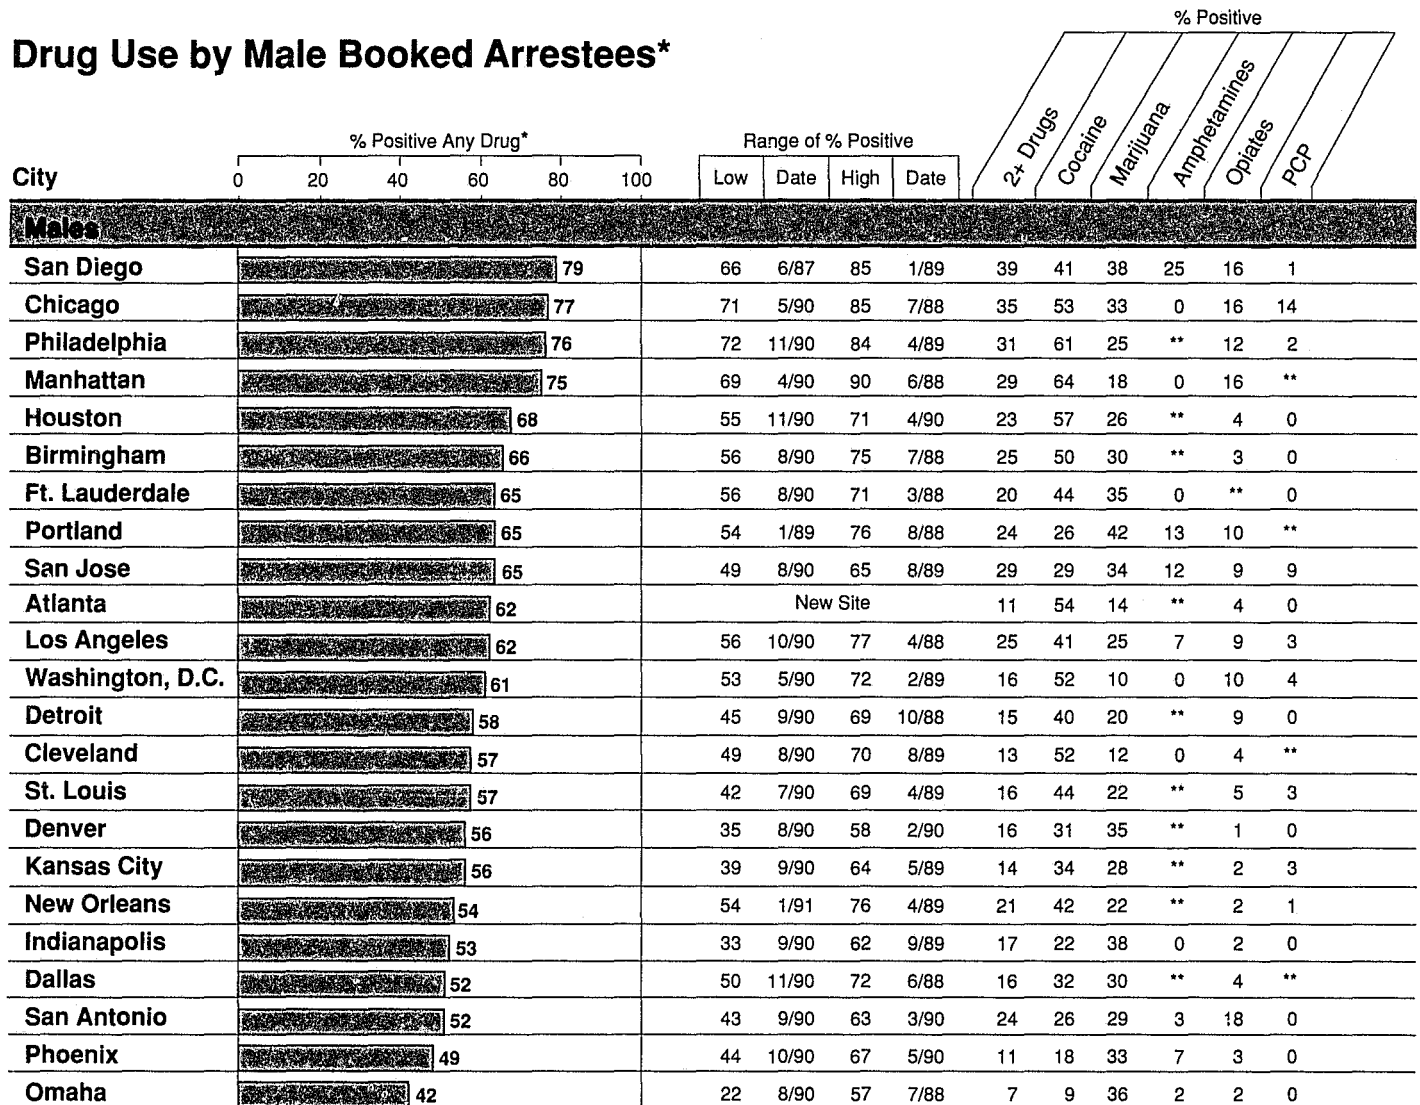 % Positive
Drug Use by Male Booked Arrestees*
% Positive Any Drug* Range of % Positive 2+ Drugs Cocaine Marijuana Amphetamines Opiates PCP
City 0 20 40 60 80 100 Low Date High Date
Males
San Diego 79 66 6/87 85 1/89 39 41 38 25 16 1
Chicago 77 71 5/90 85 7/88 35 53 33 0 16 14
Philadelphia 76 72 11/90 84 4/89 31 61 25 ** 12 2
Manhattan 75 69 4/90 90 6/88 29 64 18 0 16 **
Houston 68 55 11/90 71 4/90 23 57 26 ** 4 0
Birmingham 66 56 8/90 75 7/88 25 50 30 ** 3 0
Ft. Lauderdale 65 56 8/90 71 3/88 20 44 35 0 ** 0
Portland 65 54 1/89 76 8/88 24 26 42 13 10 **
San Jose 65 49 8/90 65 8/89 29 29 34 12 9 9
Atlanta 62 New Site 11 54 14 ** 4 0
Los Angeles 62 56 10/90 77 4/88 25 41 25 7 9 3
Washington, D.C. 61 53 5/90 72 2/89 16 52 10 0 10 4
Detroit 58 45 9/90 69 10/88 15 40 20 ** 9 0
Cleveland 57 49 8/90 70 8/89 13 52 12 0 4 **
St. Louis 57 42 7/90 69 4/89 16 44 22 ** 5 3
Denver 56 35 8/90 58 2/90 16 31 35 ** 1 0
Kansas City 56 39 9/90 64 5/89 14 34 28 ** 2 3
New Orleans 54 54 1/91 76 4/89 21 42 22 ** 2 1
Indianapolis 53 33 9/90 62 9/89 17 22 38 0 2 0
Dallas 52 50 11/90 72 6/88 16 32 30 ** 4 **
San Antonio 52 43 9/90 63 3/90 24 26 29 3 18 0
Phoenix 49 44 10/90 67 5/90 11 18 33 7 3 0
Omaha 42 22 8/90 57 7/88 7 9 36 2 2 0